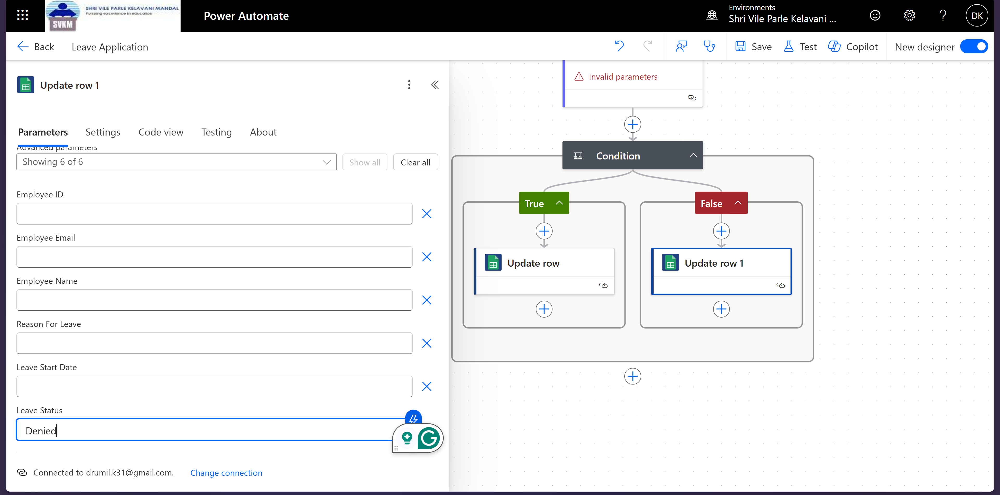 SHRI VILE PARLE KELAVANI MANDAL
Pursuing excellence in education
SVKM
Power Automate
Environments
Shri Vile Parle Kelavani ...
DK
Back
Leave Application
Save
Test
Copilot
New designer
Update row 1
Parameters
Settings
Code view
Testing
About
Advanced parameters
Showing 6 of 6
Show all
Clear all
Employee ID
Employee Email
Employee Name
Reason For Leave
Leave Start Date
Leave Status
Denied
Connected to drumil.k31@gmail.com.
Change connection
Invalid parameters
Condition
True
False
Update row
Update row 1